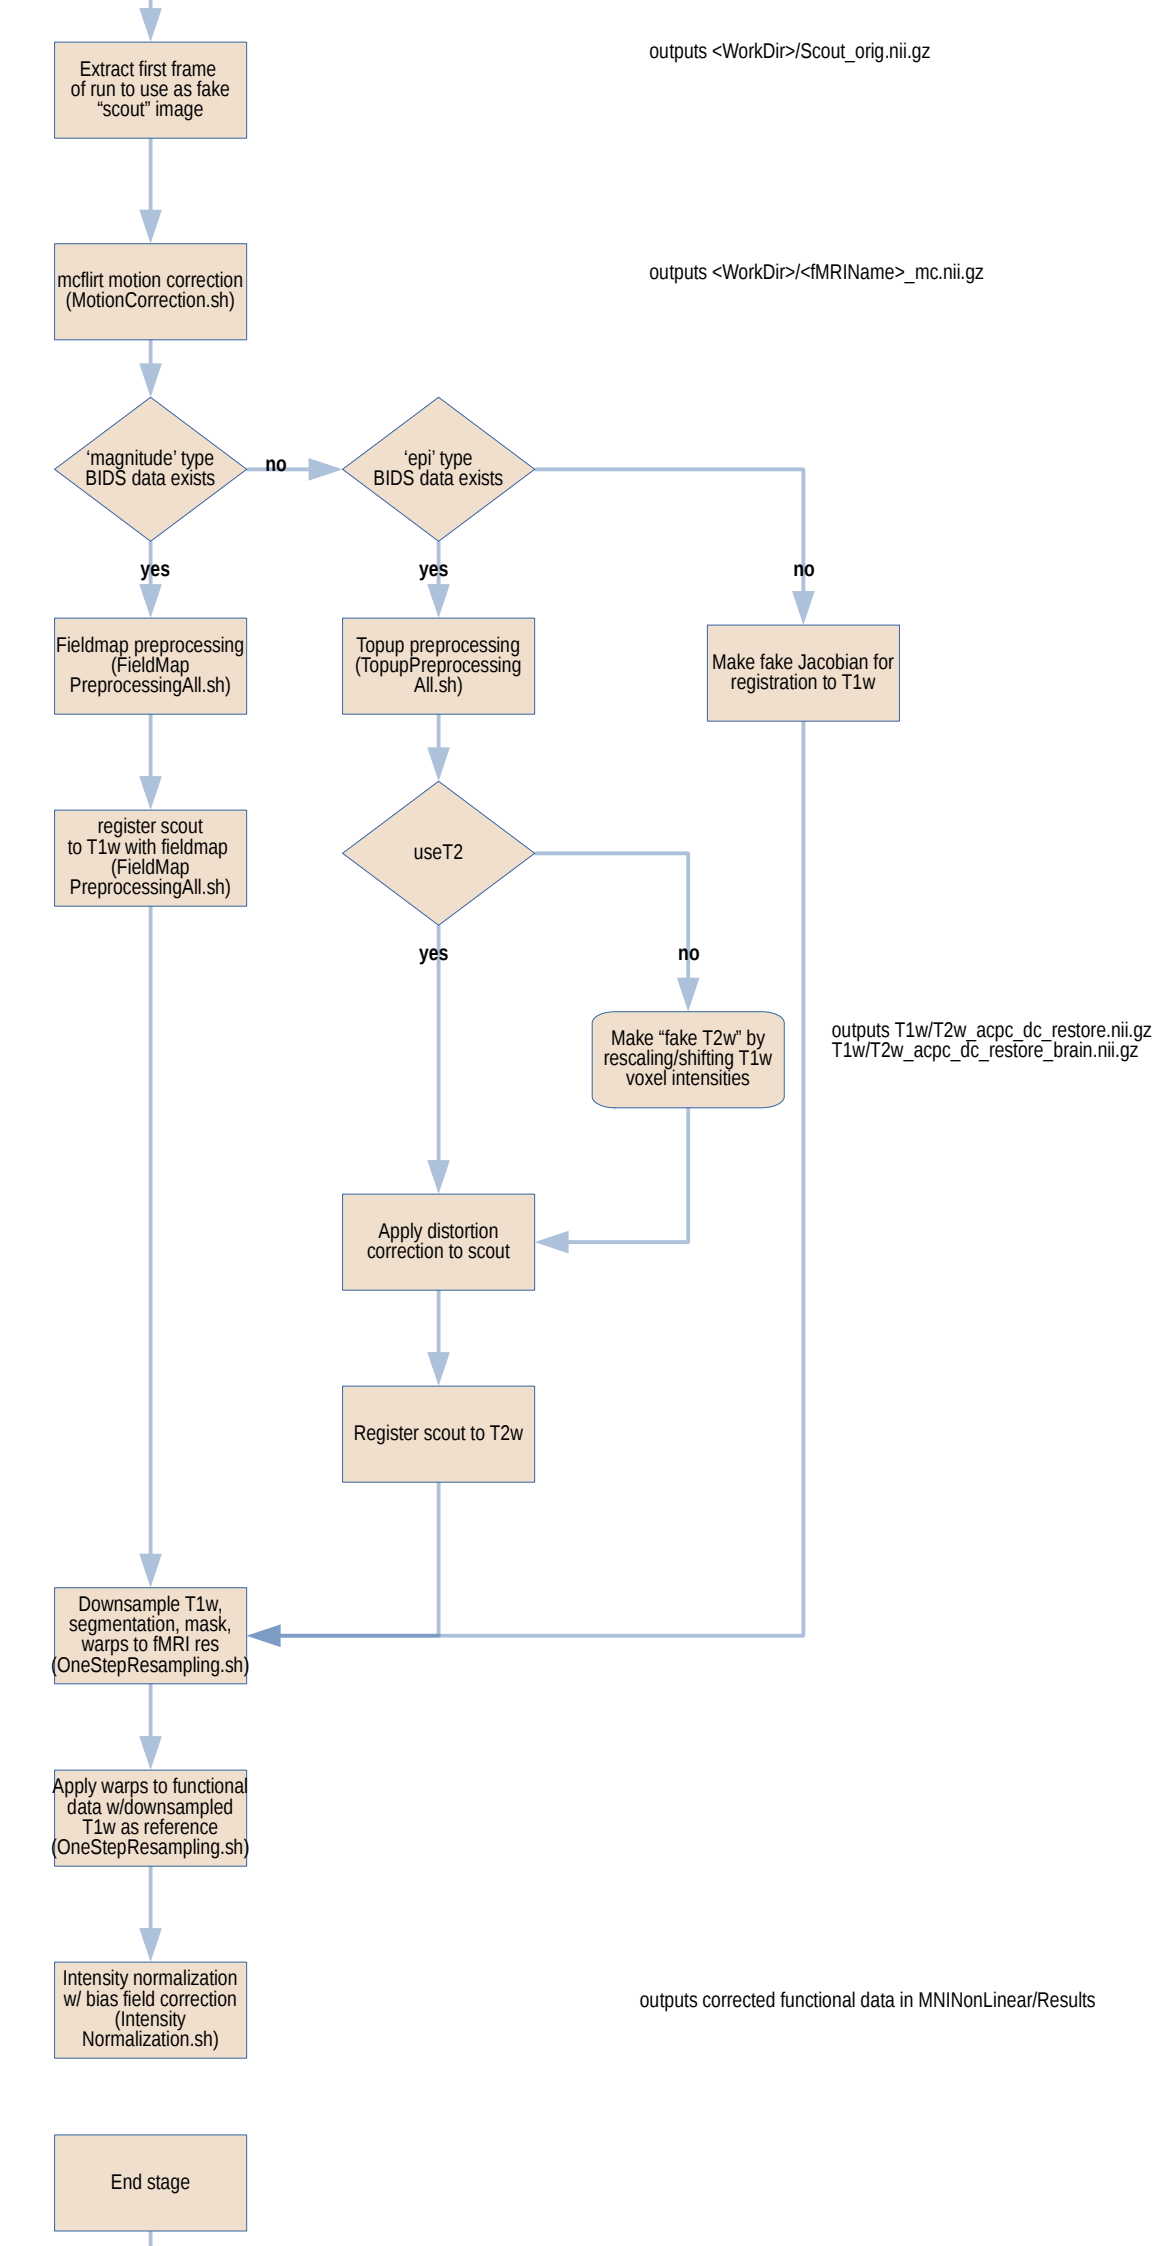 outputs <WorkDir>/Scout_orig.nii.gz
Extract first frame
of run to use as fake
“scout” image
mcflirt motion correction
(MotionCorrection.sh)
outputs <WorkDir>/<fMRIName>_mc.nii.gz
‘magnitude’ type
BIDS data exists
no
‘epi’ type
BIDS data exists
yes
yes
no
Fieldmap preprocessing
(FieldMap
PreprocessingAll.sh)
Topup preprocessing
(TopupPreprocessing
All.sh)
Make fake Jacobian for
registration to T1w
register scout
to T1w with fieldmap
(FieldMap
PreprocessingAll.sh)
useT2
yes
no
Make “fake T2w” by
rescaling/shifting T1w
voxel intensities
outputs T1w/T2w_acpc_dc_restore.nii.gz
T1w/T2w_acpc_dc_restore_brain.nii.gz
Apply distortion
correction to scout
Register scout to T2w
Downsample T1w,
segmentation, mask,
warps to fMRI res
(OneStepResampling.sh)
Apply warps to functional
data w/downsampled
T1w as reference
(OneStepResampling.sh)
Intensity normalization
w/ bias field correction
(Intensity
Normalization.sh)
outputs corrected functional data in MNINonLinear/Results
End stage